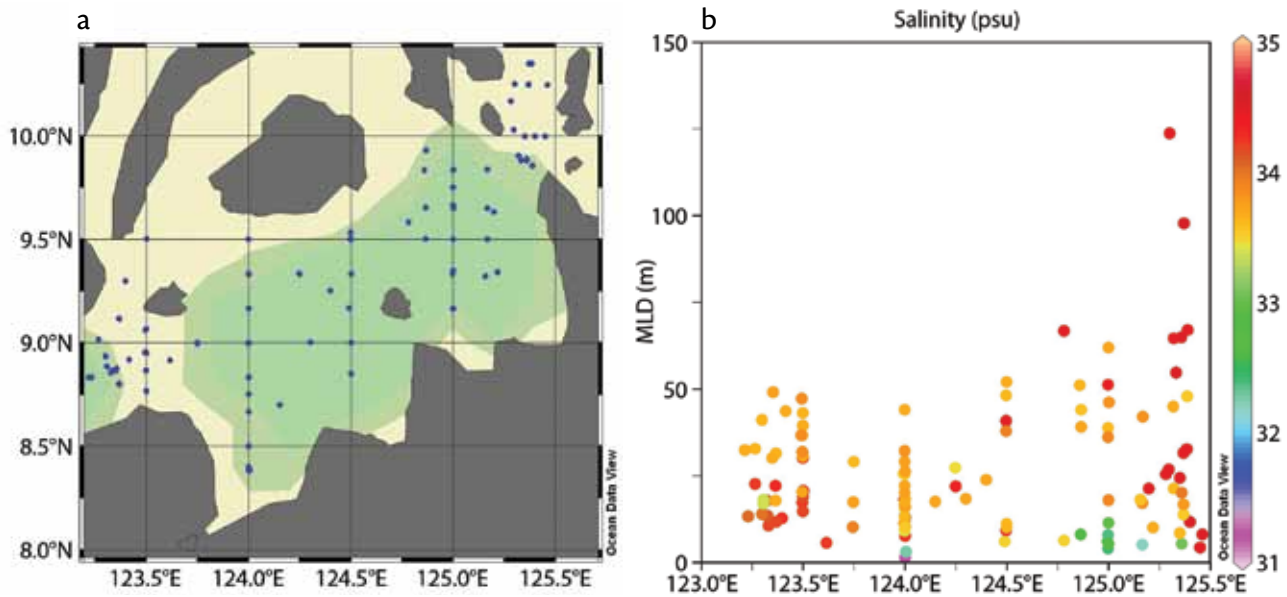 a
10.0°N
9.5°N
9.0°N
8.5°N
8.0°N
123.5°E
124.0°E
124.5°E
125.0°E
125.5°E
Ocean Data View
b
Salinity (psu)
150
100
50
0
MLD (m)
123.0°E
123.5°E
124.0°E
124.5°E
125.0°E
125.5°E
Ocean Data View
35
34
33
32
31